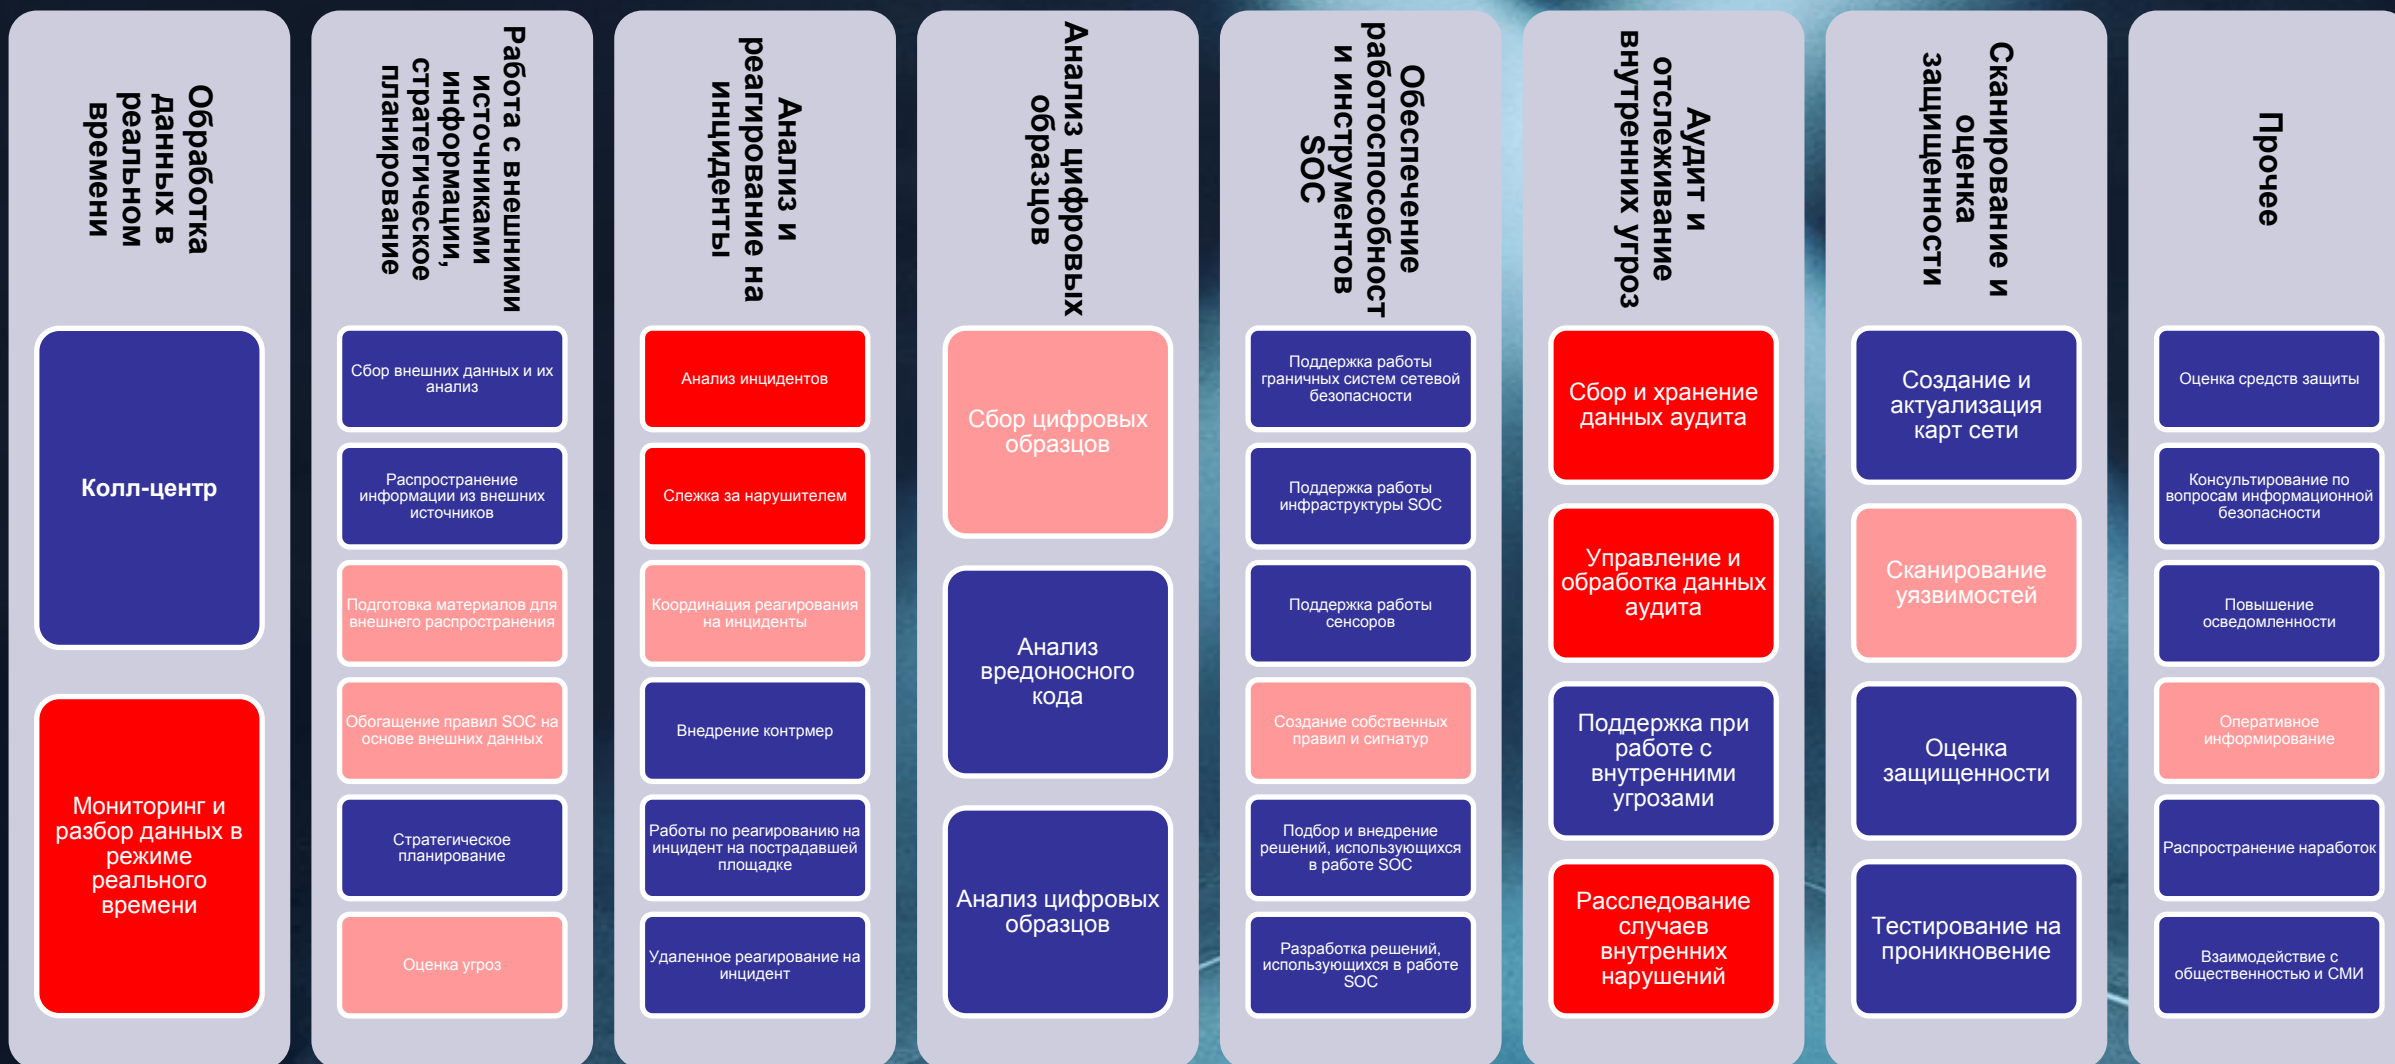 Обработка
данных в
реальном
времени
Колл-центр
Мониторинг и
разбор данных в
режиме
реального
времени
Работа с внешними
источниками
информации,
стратегическое
планирование
Сбор внешних данных и их
анализ
Распространение
информации из внешних
источников
Подготовка материалов для
внешнего распространения
Обогащение правил SOC на
основе внешних данных
Стратегическое
планирование
Оценка угроз
Анализ и
реагирование на
инциденты
Анализ инцидентов
Слежка за нарушителем
Координация реагирования
на инциденты
Внедрение контрмер
Работы по реагированию на
инцидент на пострадавшей
площадке
Удаленное реагирование на
инцидент
Анализ цифровых
образцов
Сбор цифровых
образцов
Анализ
вредоносного
кода
Анализ цифровых
образцов
Обеспечение
работоспособност
и инструментов
SOC
Поддержка работы
граничных систем сетевой
безопасности
Поддержка работы
инфраструктуры SOC
Поддержка работы
сенсоров
Создание собственных
правил и сигнатур
Подбор и внедрение
решений, использующихся
в работе SOC
Разработка решений,
использующихся в работе
SOC
Аудит и
отслеживание
внутренних угроз
Сбор и хранение
данных аудита
Управление и
обработка данных
аудита
Поддержка при
работе с
внутренними
угрозами
Расследование
случаев
внутренних
нарушений
Сканирование и
оценка
защищенности
Создание и
актуализация
карт сети
Сканирование
уязвимостей
Оценка
защищенности
Тестирование на
проникновение
Прочее
Оценка средств защиты
Консультирование по
вопросам информационной
безопасности
Повышение
осведомленности
Оперативное
информирование
Распространение наработок
Взаимодействие с
общественностью и СМИ